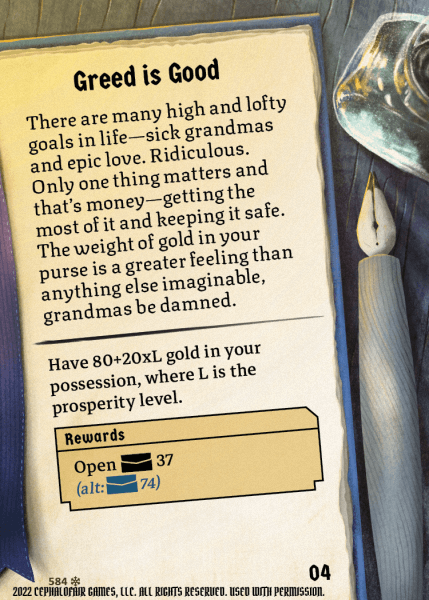 Greed is Good
There are many high and lofty
goals in life—sick grandmas
and epic love. Ridiculous.
Only one thing matters and
that's money—getting the
most of it and keeping it safe.
The weight of gold in your
purse is a greater feeling than
anything else imaginable,
grandmas be damned.
Have 80+20xL gold in your
possession, where L is the
prosperity level.
Rewards
Open 37
(alt: 74)
04
584
2022 CEPHALOFAIR GAMES, LLC. ALL RIGHTS RESERVED. USED WITH PERMISSION.